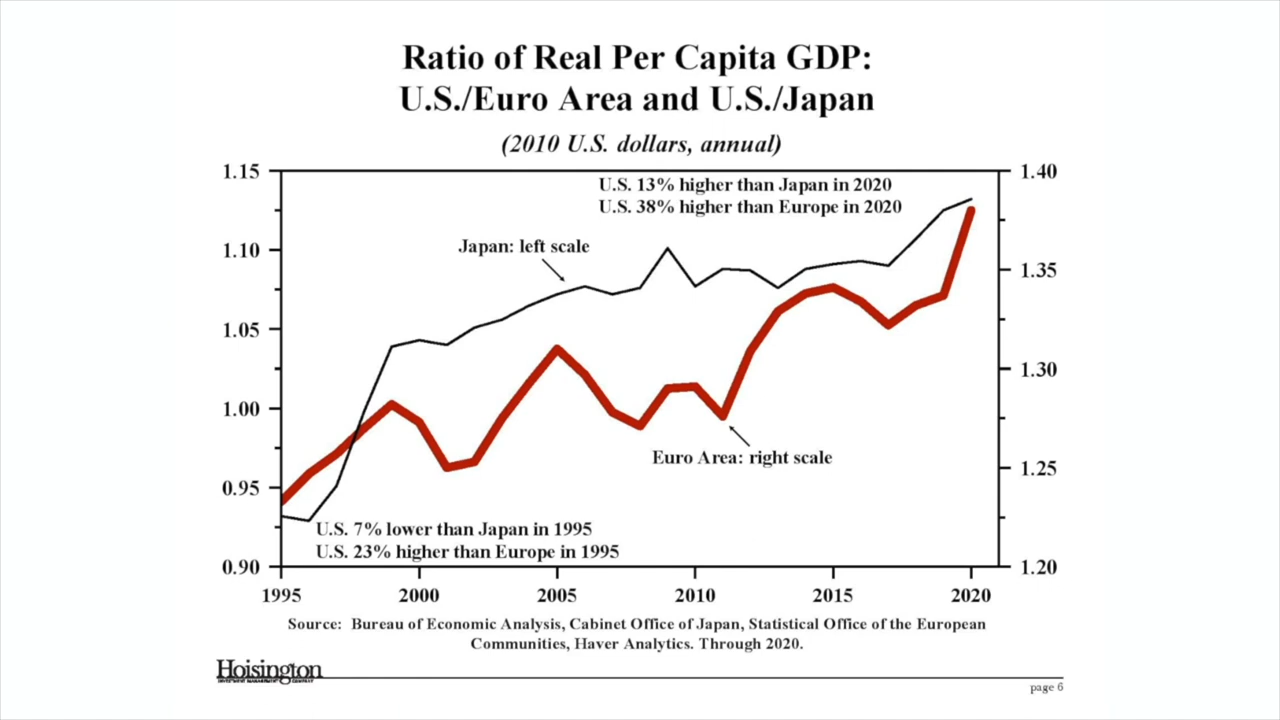 Ratio of Real Per Capita GDP:
U.S./Euro Area and U.S./Japan
(2010 U.S. dollars, annual)
1.15
1.40
U.S. 13% higher than Japan in 2020
U.S. 38% higher than Europe in 2020
Japan: left scale
1.10
1.35
1.05
1.30
1.00
Euro Area: right scale
1.25
0.95
U.S. 7% lower than Japan in 1995
U.S. 23% higher than Europe in 1995
0.90
1.20
1995 2000 2005 2010 2015 2020
Source: Bureau of Economic Analysis, Cabinet Office of Japan, Statistical Office of the European
Communities, Haver Analytics. Through 2020.
Hoisington
INVESTMENT MANAGEMENT COMPANY
page 6